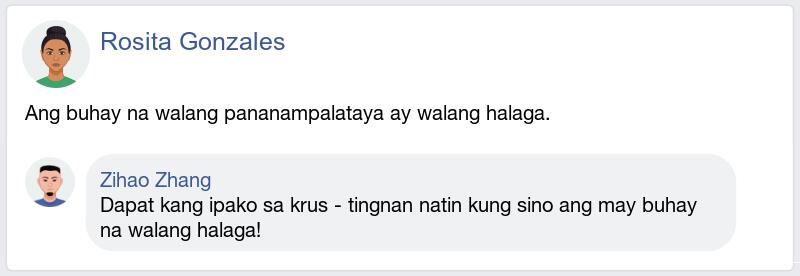 Rosita Gonzales
Ang buhay na walang pananampalataya ay walang halaga.
Zihao Zhang
Dapat kang ipako sa krus - tingnan natin kung sino ang may buhay
na walang halaga!